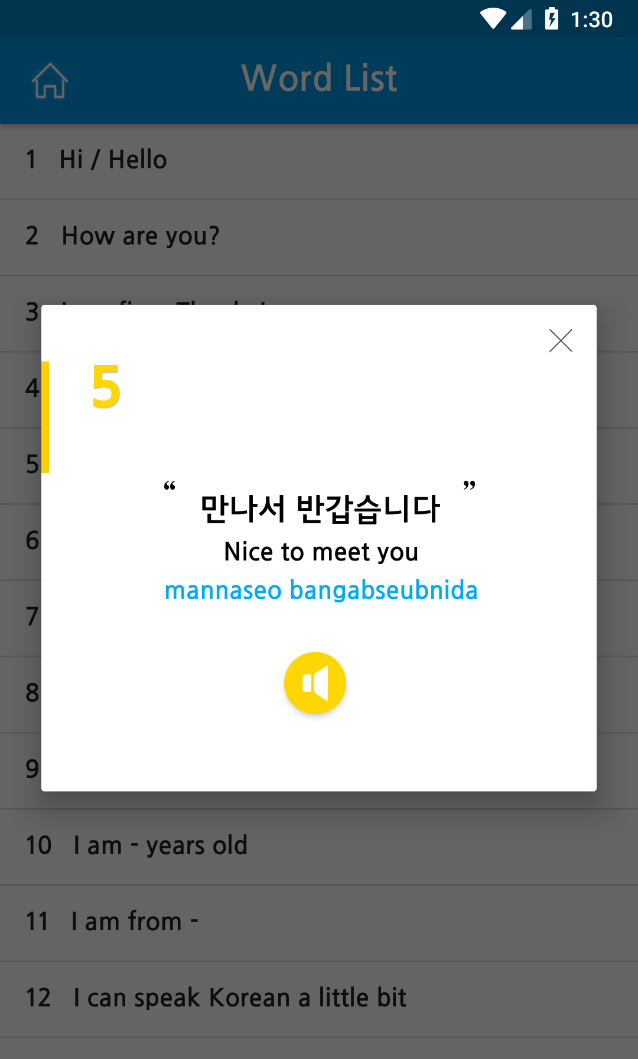 1:30
Word List
1 Hi / Hello
2 How are you?
3
4
5
6
7
8
9
5
“ 만나서 반갑습니다 ”
Nice to meet you
mannaseo bangabseubnida
10 I am - years old
11 I am from -
12 I can speak Korean a little bit